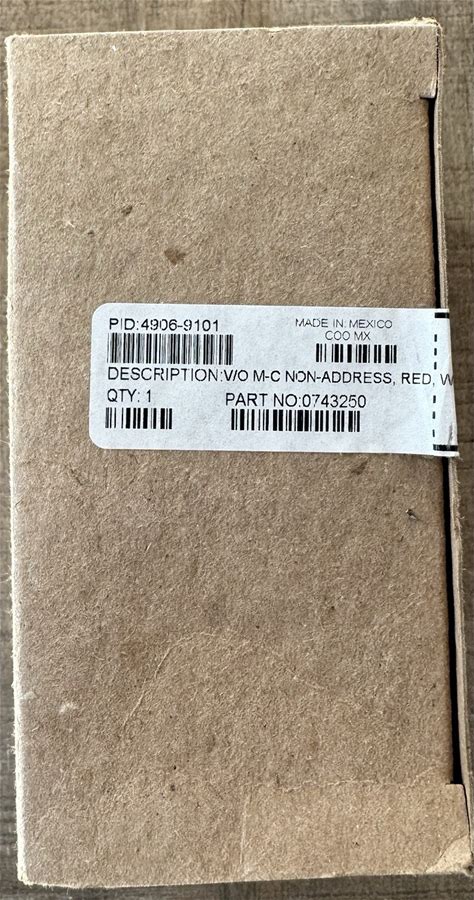 PID:4906-9101
MADE IN: MEXICO
COO MX
DESCRIPTION:V/O M-C NON-ADDRESS, RED, W
QTY: 1
PART NO:0743250